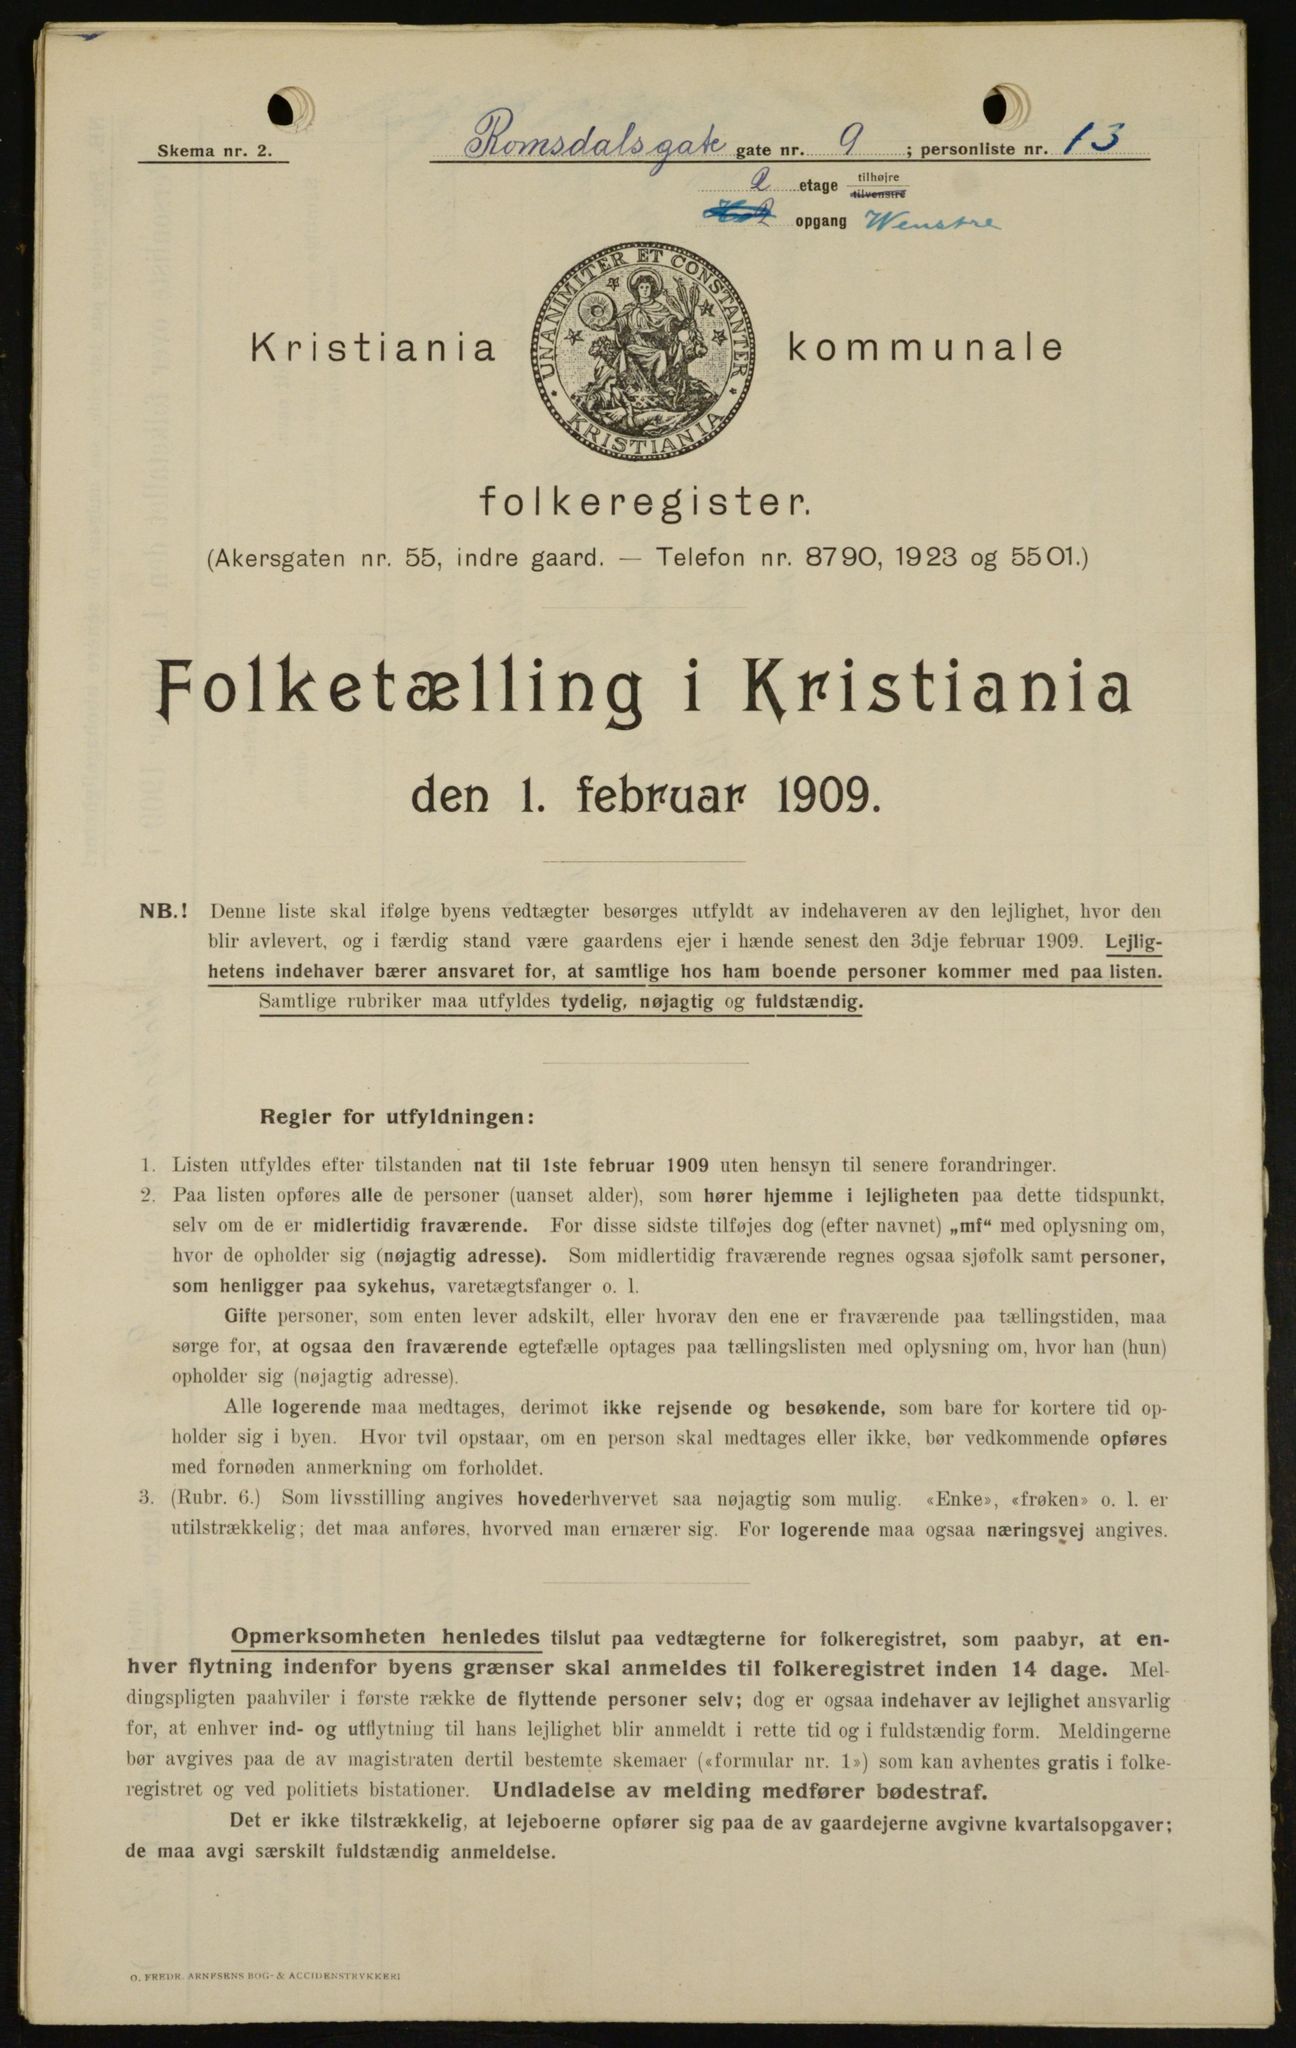 Skema nr. 2. Romsdalsgate gate nr. 9 ; personliste nr. 13
2 etage tilhøjre tilvenstre
2 opgang Wenstre
UNANIMITER ET CONSTANTER
KRISTIANIA
Kristiania kommunale
folkeregister.
(Akersgaten nr. 55, indre gaard. — Telefon nr. 8790, 1923 og 5501.)
Folketælling i Kristiania
den 1. februar 1909.
NB.! Denne liste skal ifølge byens vedtægter besørges utfyldt av indehaveren av den lejlighet, hvor den
blir avlevert, og i færdig stand være gaardens ejer i hænde senest den 3dje februar 1909. Lejlig-
hetens indehaver bærer ansvaret for, at samtlige hos ham boende personer kommer med paa listen.
Samtlige rubriker maa utfyldes tydelig, nøjagtig og fuldstændig.
Regler for utfyldningen:
1. Listen utfyldes efter tilstanden nat til 1ste februar 1909 uten hensyn til senere forandringer.
2. Paa listen opføres alle de personer (uanset alder), som hører hjemme i lejligheten paa dette tidspunkt,
selv om de er midlertidig fraværende. For disse sidste tilføjes dog (efter navnet) „mf“ med oplysning om,
hvor de opholder sig (nøjagtig adresse). Som midlertidig fraværende regnes ogsaa sjøfolk samt personer,
som henligger paa sykehus, varetægtsfanger o. l.
Gifte personer, som enten lever adskilt, eller hvorav den ene er fraværende paa tællingstiden, maa
sørge for, at ogsaa den fraværende egtefælle optages paa tællingslisten med oplysning om, hvor han (hun)
opholder sig (nøjagtig adresse).
Alle logerende maa medtages, derimot ikke rejsende og besøkende, som bare for kortere tid op-
holder sig i byen. Hvor tvil opstaar, om en person skal medtages eller ikke, bør vedkommende opføres
med fornøden anmerkning om forholdet.
3. (Rubr. 6.) Som livsstilling angives hovederhvervet saa nøjagtig som mulig. «Enke», «frøken» o. l. er
utilstrækkelig; det maa anføres, hvorved man ernærer sig. For logerende maa ogsaa næringsvej angives.
Opmerksomheten henledes tilslut paa vedtægterne for folkeregistret, som paabyr, at en-
hver flytning indenfor byens grænser skal anmeldes til folkeregistret inden 14 dage. Mel-
dingspligten paahviler i første række de flyttende personer selv; dog er ogsaa indehaver av lejlighet ansvarlig
for, at enhver ind- og utflytning til hans lejlighet blir anmeldt i rette tid og i fuldstændig form. Meldingerne
bør avgives paa de av magistraten dertil bestemte skemaer («formular nr. 1») som kan avhentes gratis i folke-
registret og ved politiets bistationer. Undladelse av melding medfører bødestraf.
Det er ikke tilstrækkelig, at lejeboerne opfører sig paa de av gaardejerne avgivne kvartalsopgaver;
de maa avgi særskilt fuldstændig anmeldelse.
O. FREDR. ARNESENS BOG- & ACCIDENSTRYKKERI